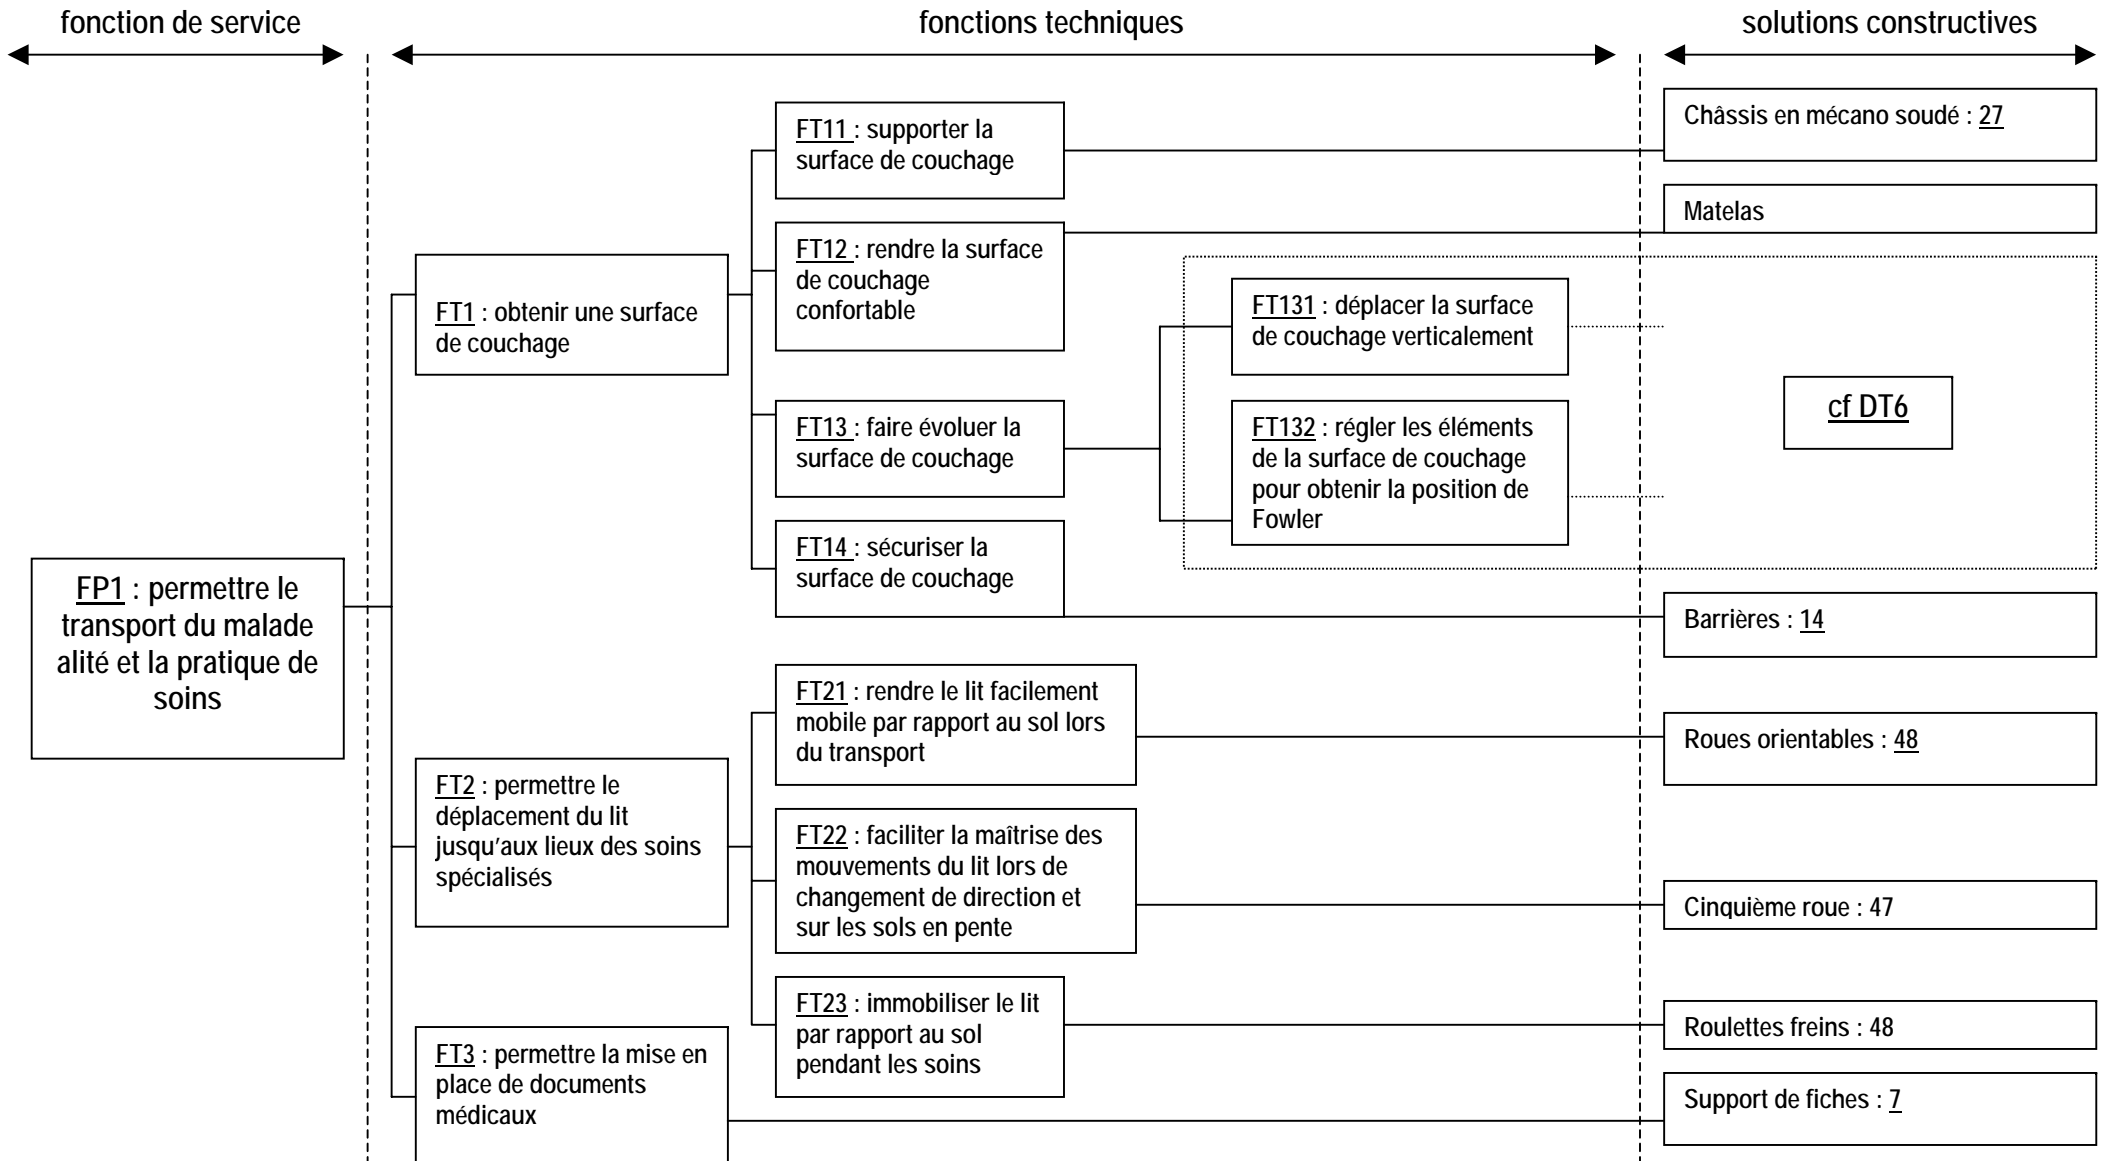 fonction de service
fonctions techniques
solutions constructives
FP1 : permettre le
transport du malade
alité et la pratique de
soins
FT1 : obtenir une surface
de couchage
FT2 : permettre le
déplacement du lit
jusqu'aux lieux des soins
spécialisés
FT3 : permettre la mise en
place de documents
médicaux
FT11 : supporter la
surface de couchage
FT12 : rendre la surface
de couchage
confortable
FT13 : faire évoluer la
surface de couchage
FT14 : sécuriser la
surface de couchage
FT131 : déplacer la surface
de couchage verticalement
FT132 : régler les éléments
de la surface de couchage
pour obtenir la position de
Fowler
FT21 : rendre le lit facilement
mobile par rapport au sol lors
du transport
FT22 : faciliter la maîtrise des
mouvements du lit lors de
changement de direction et
sur les sols en pente
FT23 : immobiliser le lit
par rapport au sol
pendant les soins
Châssis en mécano soudé : 27
Matelas
cf DT6
Barrières : 14
Roues orientables : 48
Cinquième roue : 47
Roulettes freins : 48
Support de fiches : 7